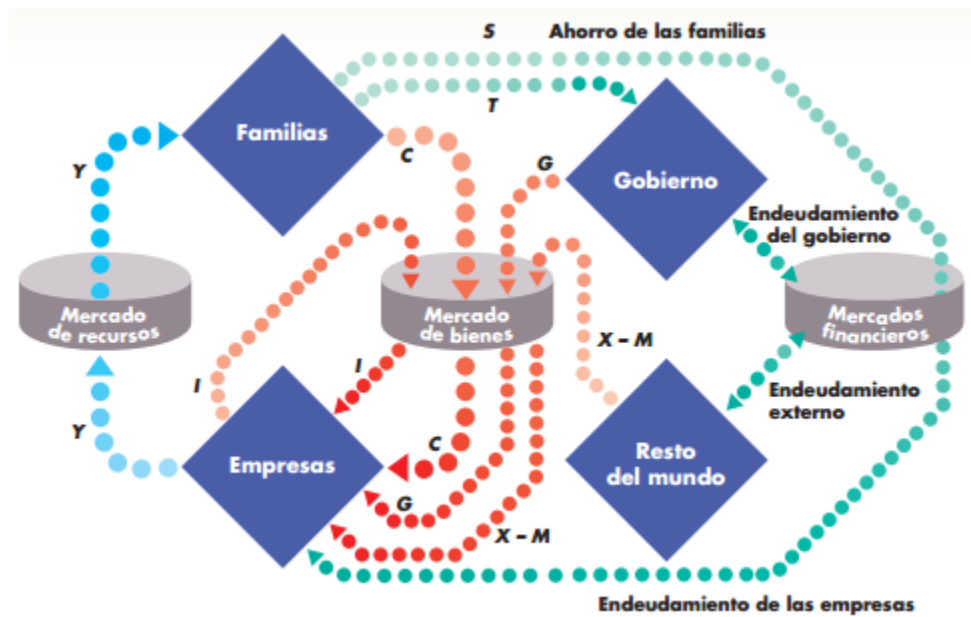 S
Ahorro de las familias
T
Familias
Y
C
G
Gobierno
Endeudamiento
del gobierno
Mercado
de recursos
Mercado
de bienes
Mercados
financieros
I
I
X – M
Endeudamiento
externo
Y
Empresas
C
G
X – M
Resto
del mundo
Endeudamiento de las empresas